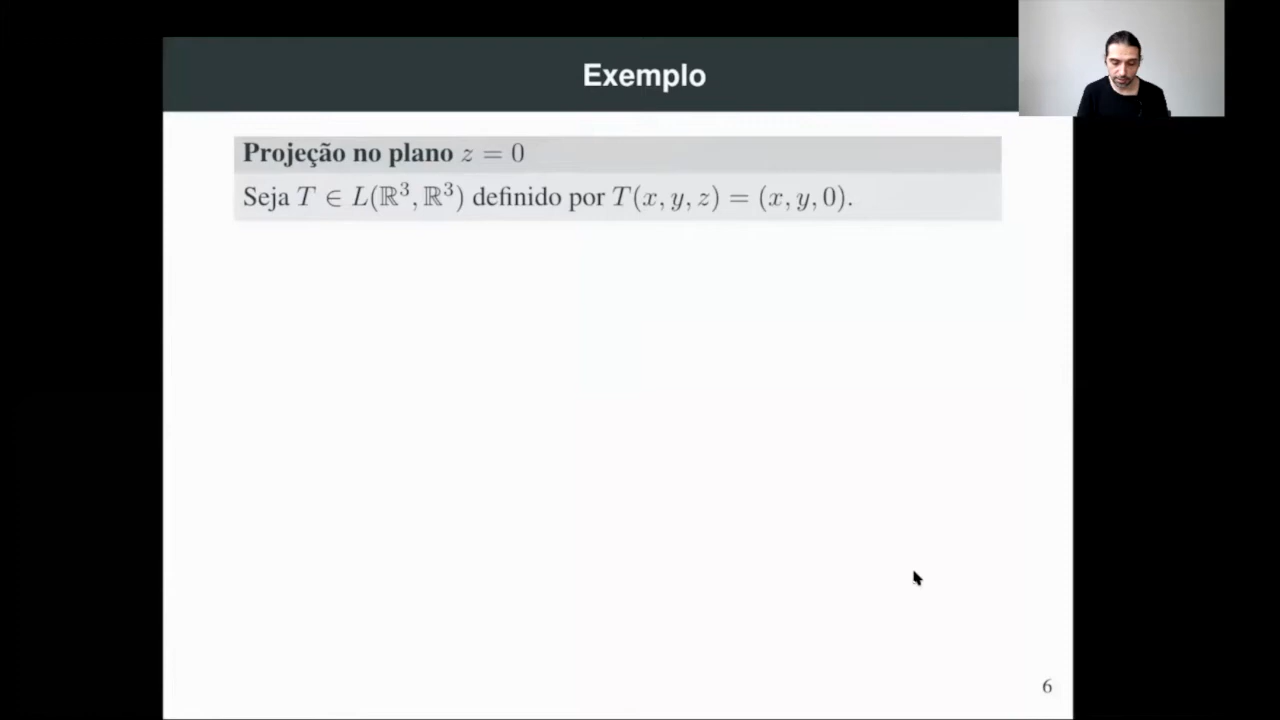 Exemplo
Projeção no plano z = 0
Seja T ∈ L(ℝ³, ℝ³) definido por T(x, y, z) = (x, y, 0).
6